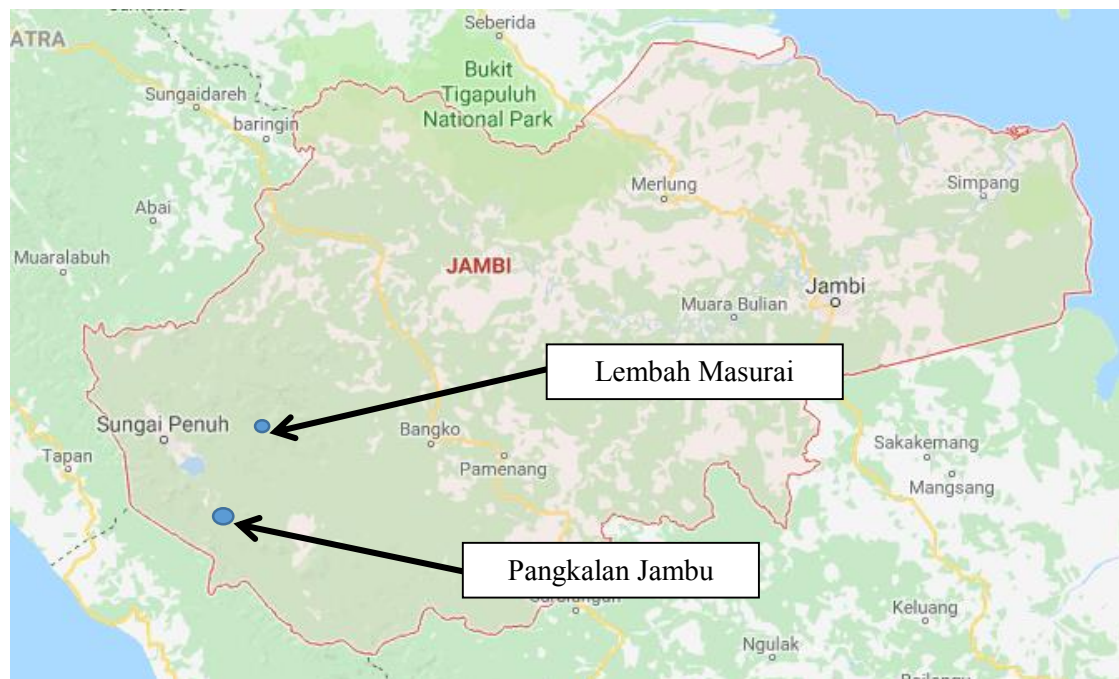 ATRA
Seberida
Bukit
Tigapuluh
National Park
Sungaidareh
baringin
Merlung
Simpang
Abai
Muaralabuh
JAMBI
Jambi
Muara Bulian
Lembah Masurai
Sungai Penuh
Bangko
Tapan
Pamenang
Sakakemang
Mangsang
Pangkalan Jambu
Keluang
Ngulak